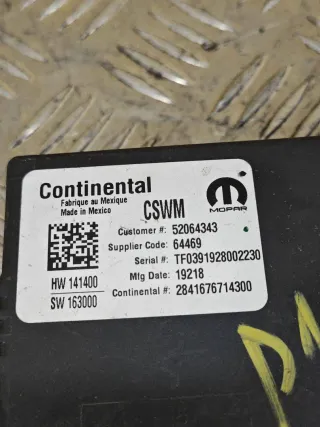 Continental
Fabrique au Mexique
Made in Mexico
CSWM
MOPAR
Customer #: 52064343
Supplier Code: 64469
Serial #: TF0391928002230
Mfg Date: 19218
Continental #: 2841676714300
HW 141400
SW 163000